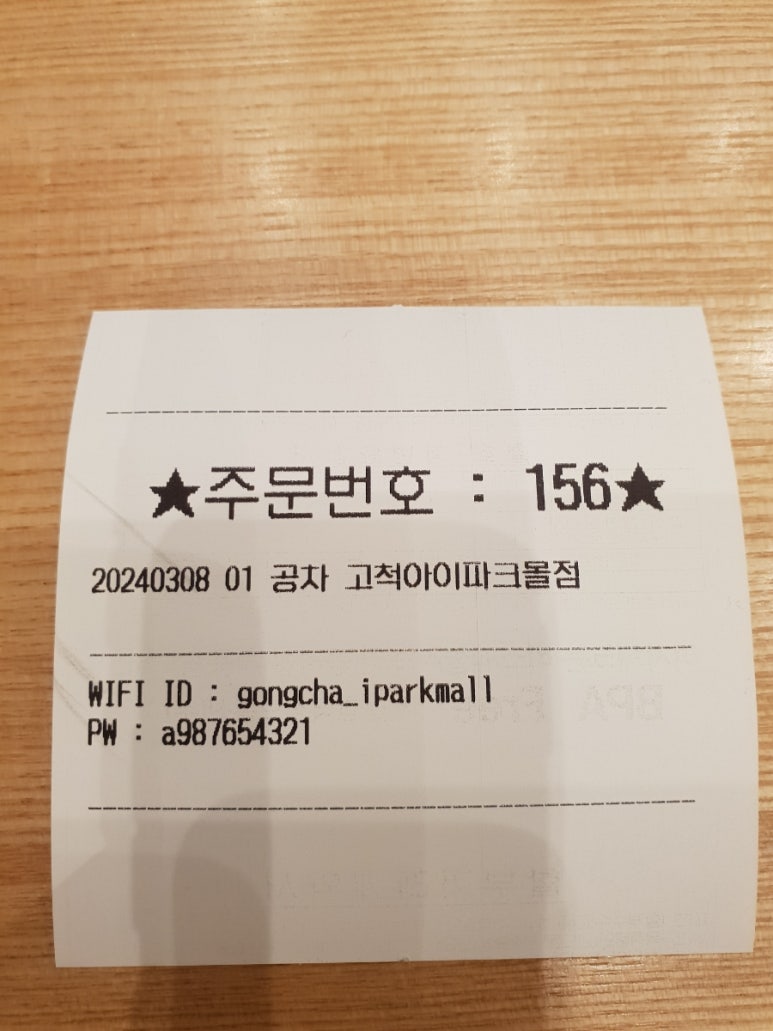 ★주문번호 : 156★
20240308 01 공차 고척아이파크몰점
WIFI ID : gongcha_iparkmall
PW : a987654321